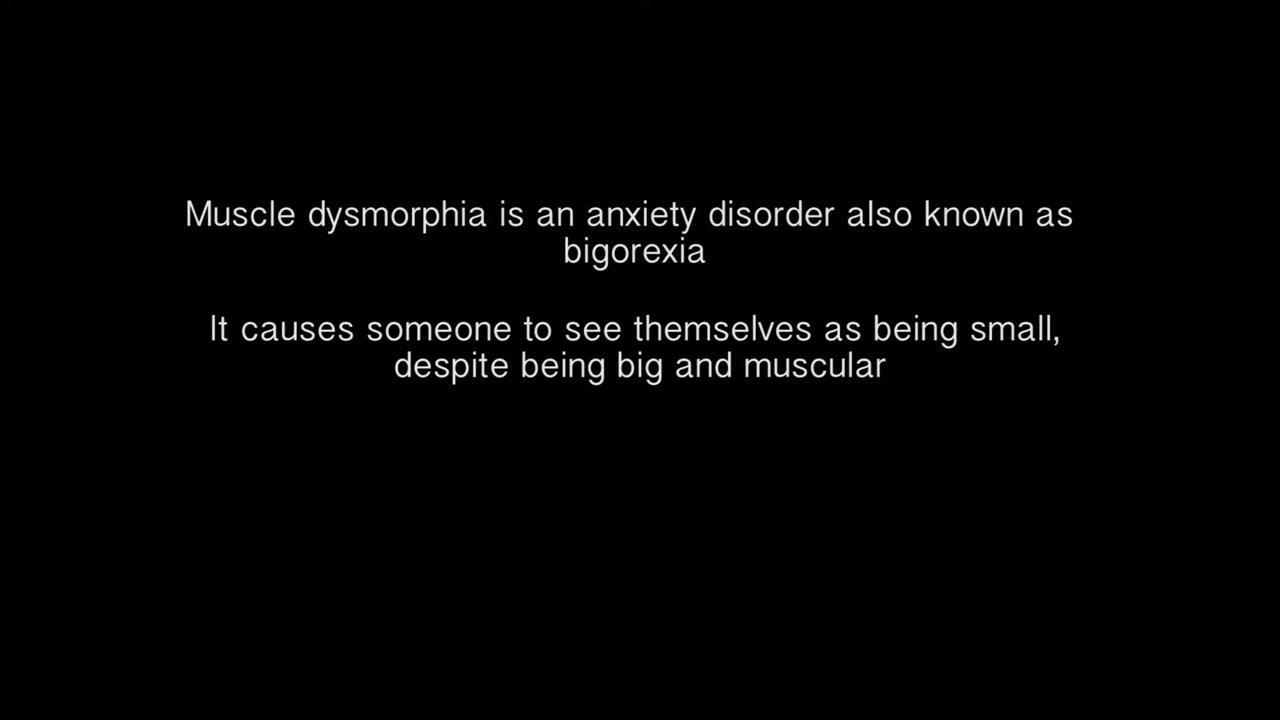 Muscle dysmorphia is an anxiety disorder also known as
bigorexia
It causes someone to see themselves as being small,
despite being big and muscular